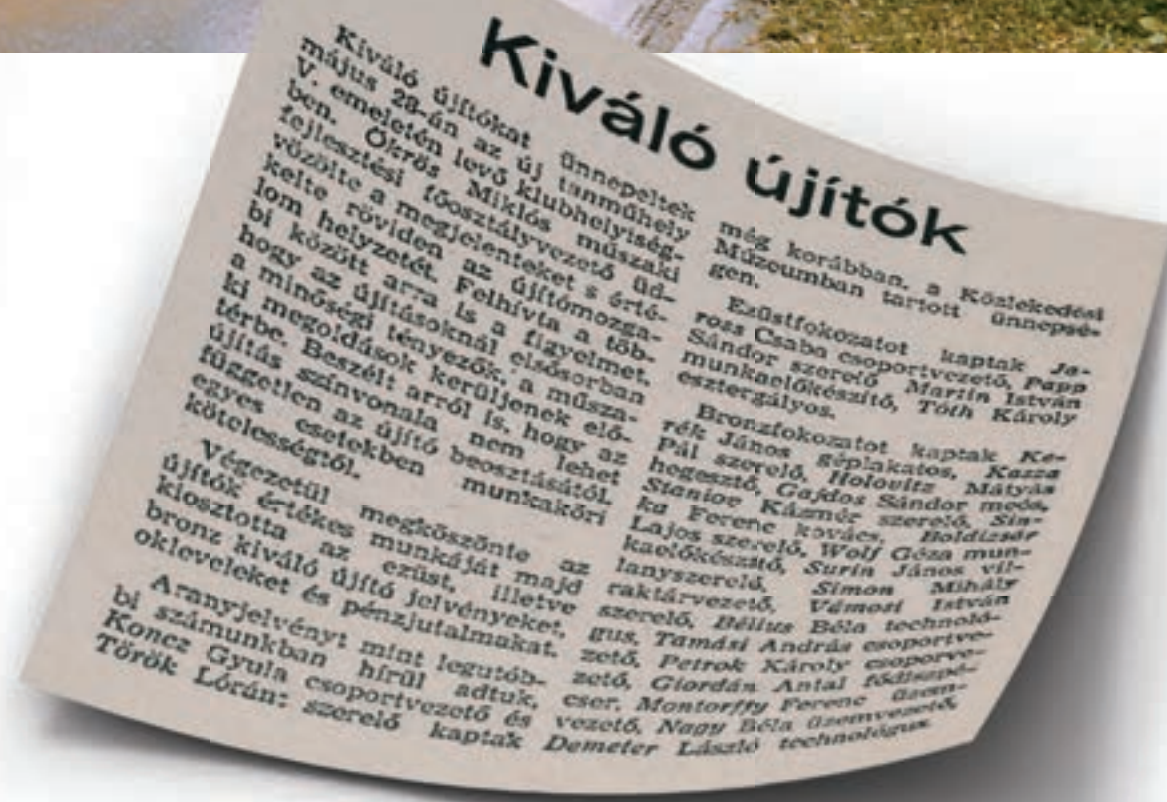 Kiváló újítók
Kiváló újítókat ünnepeltek
május 28-án az új tanműhely
V. emeletén levő klubhelyiség-
ben. Ökrös Miklós műszaki
fejlesztési főosztályvezető üd-
vözölte a megjelenteket s érté-
kelte röviden az újítómozga-
lom helyzetét. Felhívta a töb-
bi között arra is a figyelmet,
hogy az újításoknál elsősorban
a minőségi tényezők, a műsza-
ki megoldások kerüljenek elő-
térbe. Beszélt arról is, hogy az
újítás színvonala nem lehet
független az újító beosztásától,
egyes esetekben munkaköri
kötelességtől.
Végezetül megköszönte az
újítók értékes munkáját majd
kiosztotta az ezüst, illetve
bronz kiváló újító jelvényeket,
okleveleket és pénzjutalmakat.
Aranyjelvényt mint legutób-
bi számunkban hírül adtuk,
Koncz Gyula csoportvezető és
Török Lóránt szerelő kaptak
még korábban, a Közlekedési
Múzeumban tartott ünnepsé-
gen.
Ezüstfokozatot kaptak Ja-
ross Csaba csoportvezető, Papp
Sándor szerelő, Martin István
munkaelőkészítő, Tóth Károly
esztergályos.
Bronzfokozatot kaptak Ke-
rék János géplakatos, Kazza
Pál szerelő, Holovitz Mátyás
hegesztő, Gajdos Sándor meós,
Kázmér szerelő, Sin-
ka Ferenc kovács, Boldizsár
Lajos szerelő, Wolf Géza mun-
kaelőkészítő, Surin János vil-
lanyszerelő, Simon Mihály
raktárvezető, Vámosi István
szerelő, Bélius Béla technoló-
gus, Tamási András csoportve-
zető, Petrok Károly csoportve-
zető, Giordán Antal fődiszpé-
cser, Montorffy Ferenc üzem-
vezető, Nagy Béla üzemvezető,
Demeter László technológus.